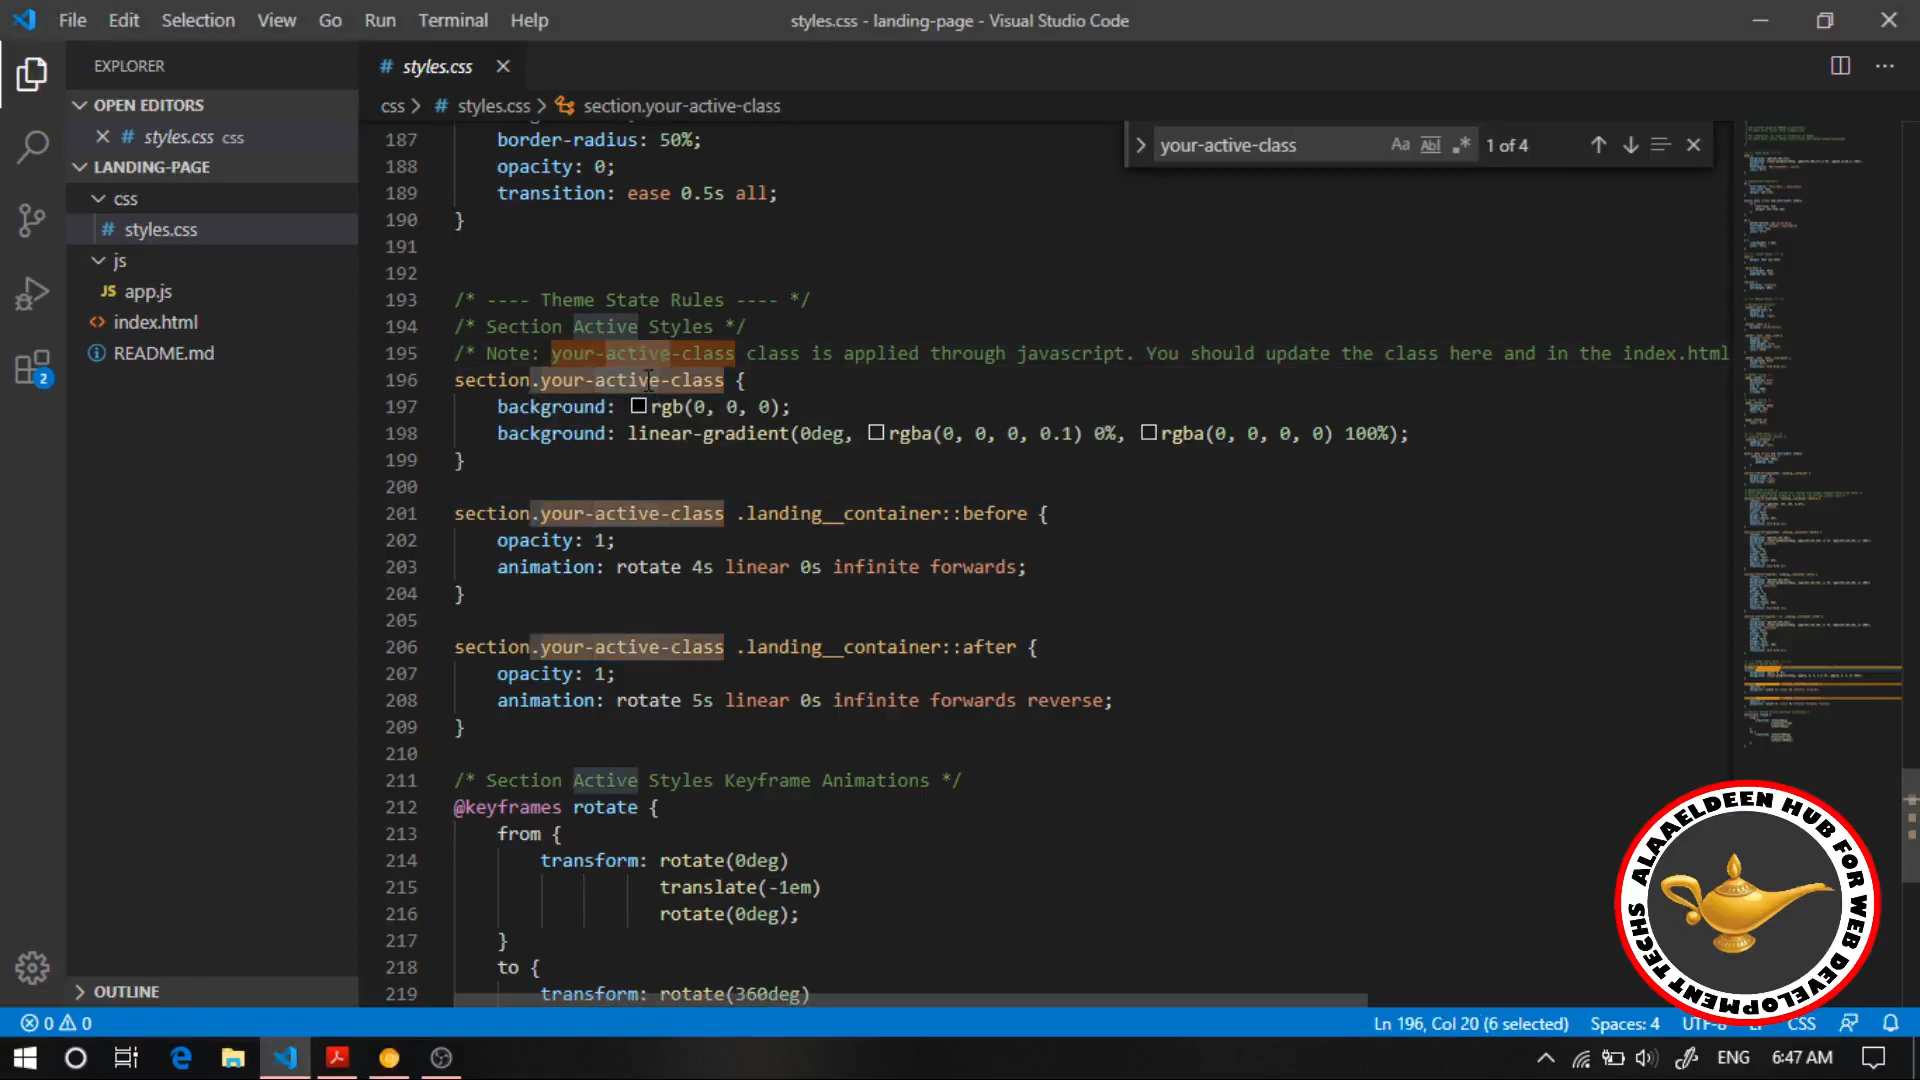 File Edit Selection View Go Run Terminal Help styles.css - landing-page - Visual Studio Code
EXPLORER
OPEN EDITORS
# styles.css css
LANDING-PAGE
css
# styles.css
js
JS app.js
<> index.html
README.md
OUTLINE
2
# styles.css
css > # styles.css > section.your-active-class
your-active-class Aa Abl .* 1 of 4
187 border-radius: 50%;
188 opacity: 0;
189 transition: ease 0.5s all;
190 }
191
192
193 /* ---- Theme State Rules ---- */
194 /* Section Active Styles */
195 /* Note: your-active-class class is applied through javascript. You should update the class here and in the index.html
196 section.your-active-class {
197 background: rgb(0, 0, 0);
198 background: linear-gradient(0deg, rgba(0, 0, 0, 0.1) 0%, rgba(0, 0, 0, 0) 100%);
199 }
200
201 section.your-active-class .landing__container::before {
202 opacity: 1;
203 animation: rotate 4s linear 0s infinite forwards;
204 }
205
206 section.your-active-class .landing__container::after {
207 opacity: 1;
208 animation: rotate 5s linear 0s infinite forwards reverse;
209 }
210
211 /* Section Active Styles Keyframe Animations */
212 @keyframes rotate {
213 from {
214 transform: rotate(0deg)
215 translate(-1em)
216 rotate(0deg);
217 }
218 to {
219 transform: rotate(360deg)
ALAAELDEEN HUB FOR WEB DEVELOPMENT TECHS
0 0 Ln 196, Col 20 (6 selected) Spaces: 4 UTF-8 LF CSS
ENG 6:47 AM